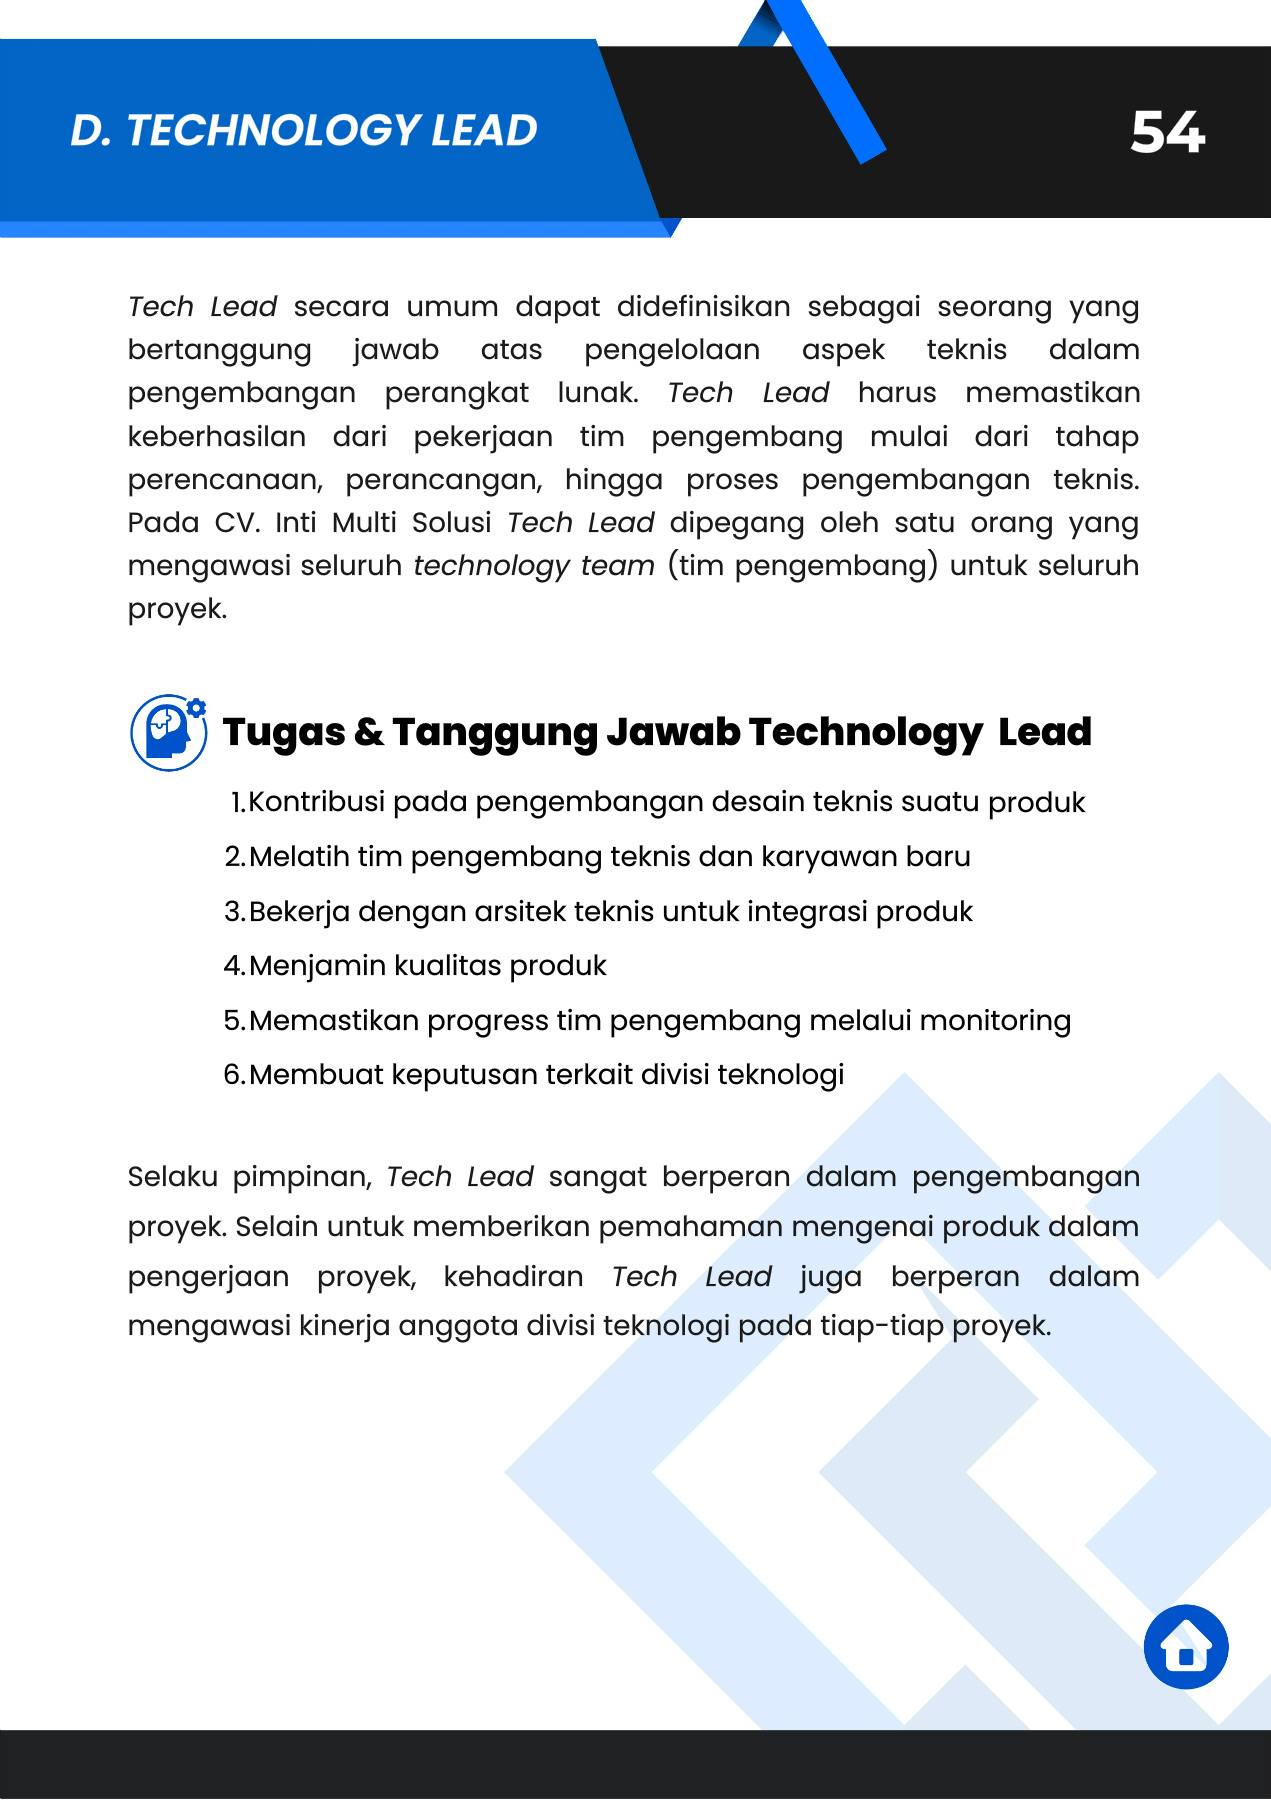 D. TECHNOLOGY LEAD
54
Tech Lead secara umum dapat didefinisikan sebagai seorang yang
bertanggung jawab atas pengelolaan aspek teknis dalam
pengembangan perangkat lunak. Tech Lead harus memastikan
keberhasilan dari pekerjaan tim pengembang mulai dari tahap
perencanaan, perancangan, hingga proses pengembangan teknis.
Pada CV. Inti Multi Solusi Tech Lead dipegang oleh satu orang yang
mengawasi seluruh technology team (tim pengembang) untuk seluruh
proyek.
Tugas & Tanggung Jawab Technology Lead
1. Kontribusi pada pengembangan desain teknis suatu produk
2. Melatih tim pengembang teknis dan karyawan baru
3. Bekerja dengan arsitek teknis untuk integrasi produk
4. Menjamin kualitas produk
5. Memastikan progress tim pengembang melalui monitoring
6. Membuat keputusan terkait divisi teknologi
Selaku pimpinan, Tech Lead sangat berperan dalam pengembangan
proyek. Selain untuk memberikan pemahaman mengenai produk dalam
pengerjaan proyek, kehadiran Tech Lead juga berperan dalam
mengawasi kinerja anggota divisi teknologi pada tiap-tiap proyek.